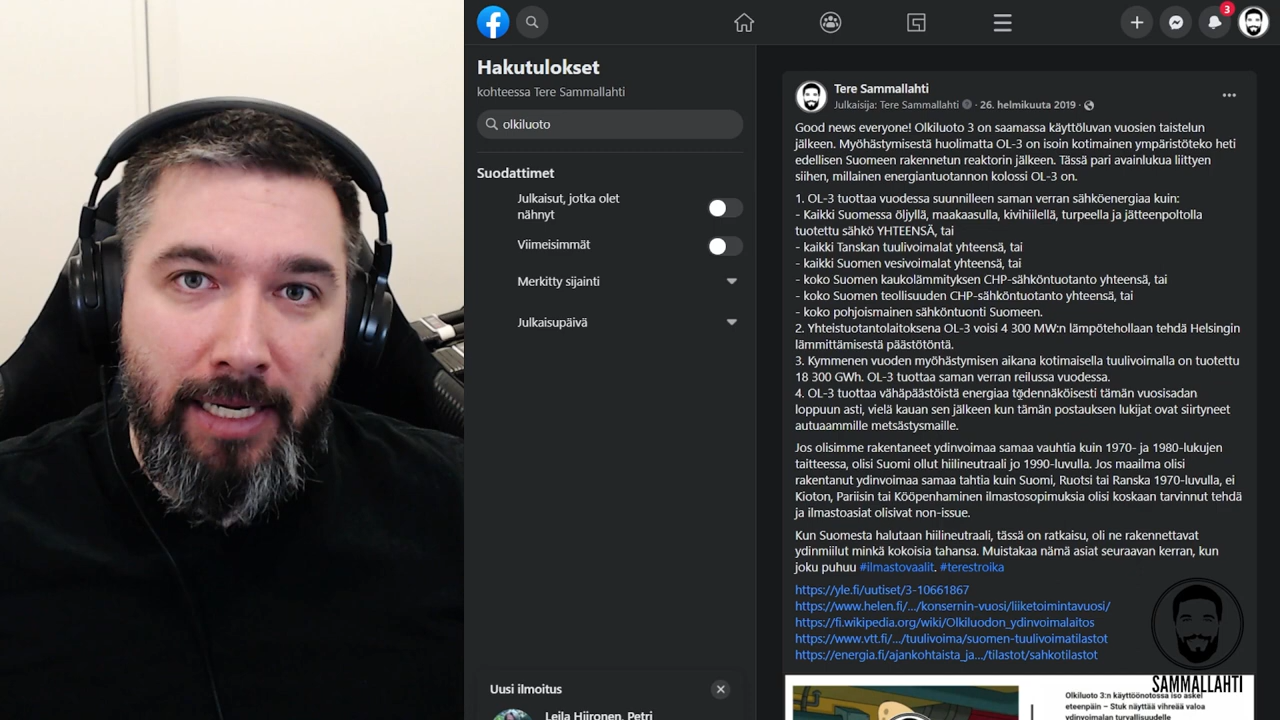 3
Hakutulokset
kohteessa Tere Sammallahti
olkiluoto
Suodattimet
Julkaisut, jotka olet
nähnyt
Viimeisimmät
Merkitty sijainti
Julkaisupäivä
Uusi ilmoitus
Leila Hiironen, Petri
Tere Sammallahti
Julkaisija: Tere Sammallahti · 26. helmikuuta 2019 ·
Good news everyone! Olkiluoto 3 on saamassa käyttöluvan vuosien taistelun
jälkeen. Myöhästymisestä huolimatta OL-3 on isoin kotimainen ympäristöteko heti
edellisen Suomeen rakennetun reaktorin jälkeen. Tässä pari avainlukua liittyen
siihen, millainen energiantuotannon kolossi OL-3 on.
1. OL-3 tuottaa vuodessa suunnilleen saman verran sähköenergiaa kuin:
- Kaikki Suomessa öljyllä, maakaasulla, kivihiilellä, turpeella ja jätteenpoltolla
tuotettu sähkö YHTEENSÄ, tai
- kaikki Tanskan tuulivoimalat yhteensä, tai
- kaikki Suomen vesivoimalat yhteensä, tai
- koko Suomen kaukolämmityksen CHP-sähköntuotanto yhteensä, tai
- koko Suomen teollisuuden CHP-sähköntuotanto yhteensä, tai
- koko pohjoismainen sähköntuonti Suomeen.
2. Yhteistuotantolaitoksena OL-3 voisi 4 300 MW:n lämpötehollaan tehdä Helsingin
lämmittämisestä päästötöntä.
3. Kymmenen vuoden myöhästymisen aikana kotimaisella tuulivoimalla on tuotettu
18 300 GWh. OL-3 tuottaa saman verran reilussa vuodessa.
4. OL-3 tuottaa vähäpäästöistä energiaa todennäköisesti tämän vuosisadan
loppuun asti, vielä kauan sen jälkeen kun tämän postauksen lukijat ovat siirtyneet
autuaammille metsästysmaille.
Jos olisimme rakentaneet ydinvoimaa samaa vauhtia kuin 1970- ja 1980-lukujen
taitteessa, olisi Suomi ollut hiilineutraali jo 1990-luvulla. Jos maailma olisi
rakentanut ydinvoimaa samaa tahtia kuin Suomi, Ruotsi tai Ranska 1970-luvulla, ei
Kioton, Pariisin tai Kööpenhaminen ilmastosopimuksia olisi koskaan tarvinnut tehdä
ja ilmastoasiat olisivat non-issue.
Kun Suomesta halutaan hiilineutraali, tässä on ratkaisu, oli ne rakennettavat
ydinmiilut minkä kokoisia tahansa. Muistakaa nämä asiat seuraavan kerran, kun
joku puhuu #ilmastovaalit. #terestroika
https://yle.fi/uutiset/3-10661867
https://www.helen.fi/.../konsernin-vuosi/liiketoimintavuosi/
https://fi.wikipedia.org/wiki/Olkiluodon_ydinvoimalaitos
https://www.vtt.fi/.../tuulivoima/suomen-tuulivoimatilastot
https://energia.fi/ajankohtaista_ja.../tilastot/sahkotilastot
SAMMALLAHTI
Olkiluoto 3:n käyttöönotossa iso askel
eteenpäin – Stuk näyttää vihreää valoa
ydinvoimalan turvallisuudelle